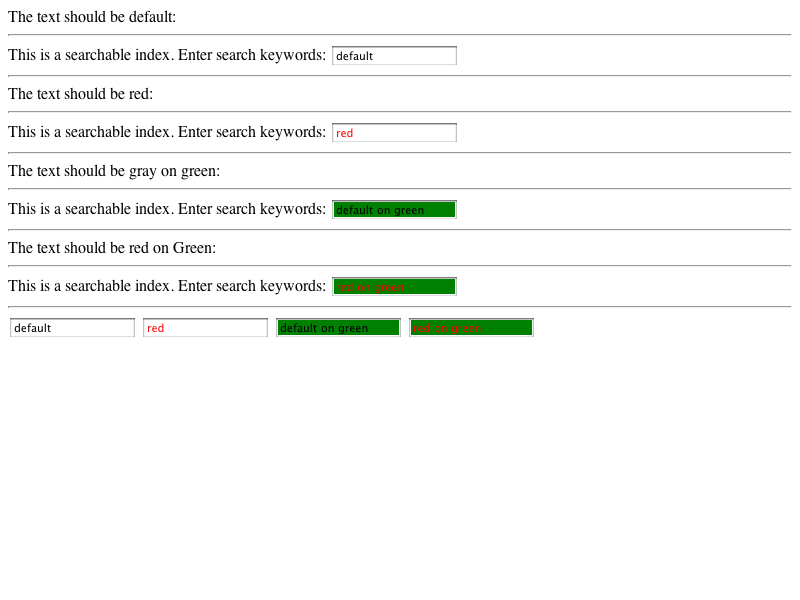 The text should be default:
This is a searchable index. Enter search keywords: default
The text should be red:
This is a searchable index. Enter search keywords: red
The text should be gray on green:
This is a searchable index. Enter search keywords: default on green
The text should be red on Green:
This is a searchable index. Enter search keywords: red on green
default red default on green red on green